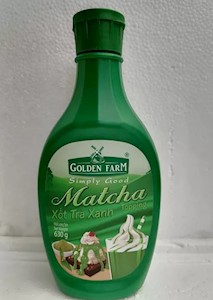 GOLDEN FARM
Simply Good
Matcha
Xốt Trà Xanh
630 g